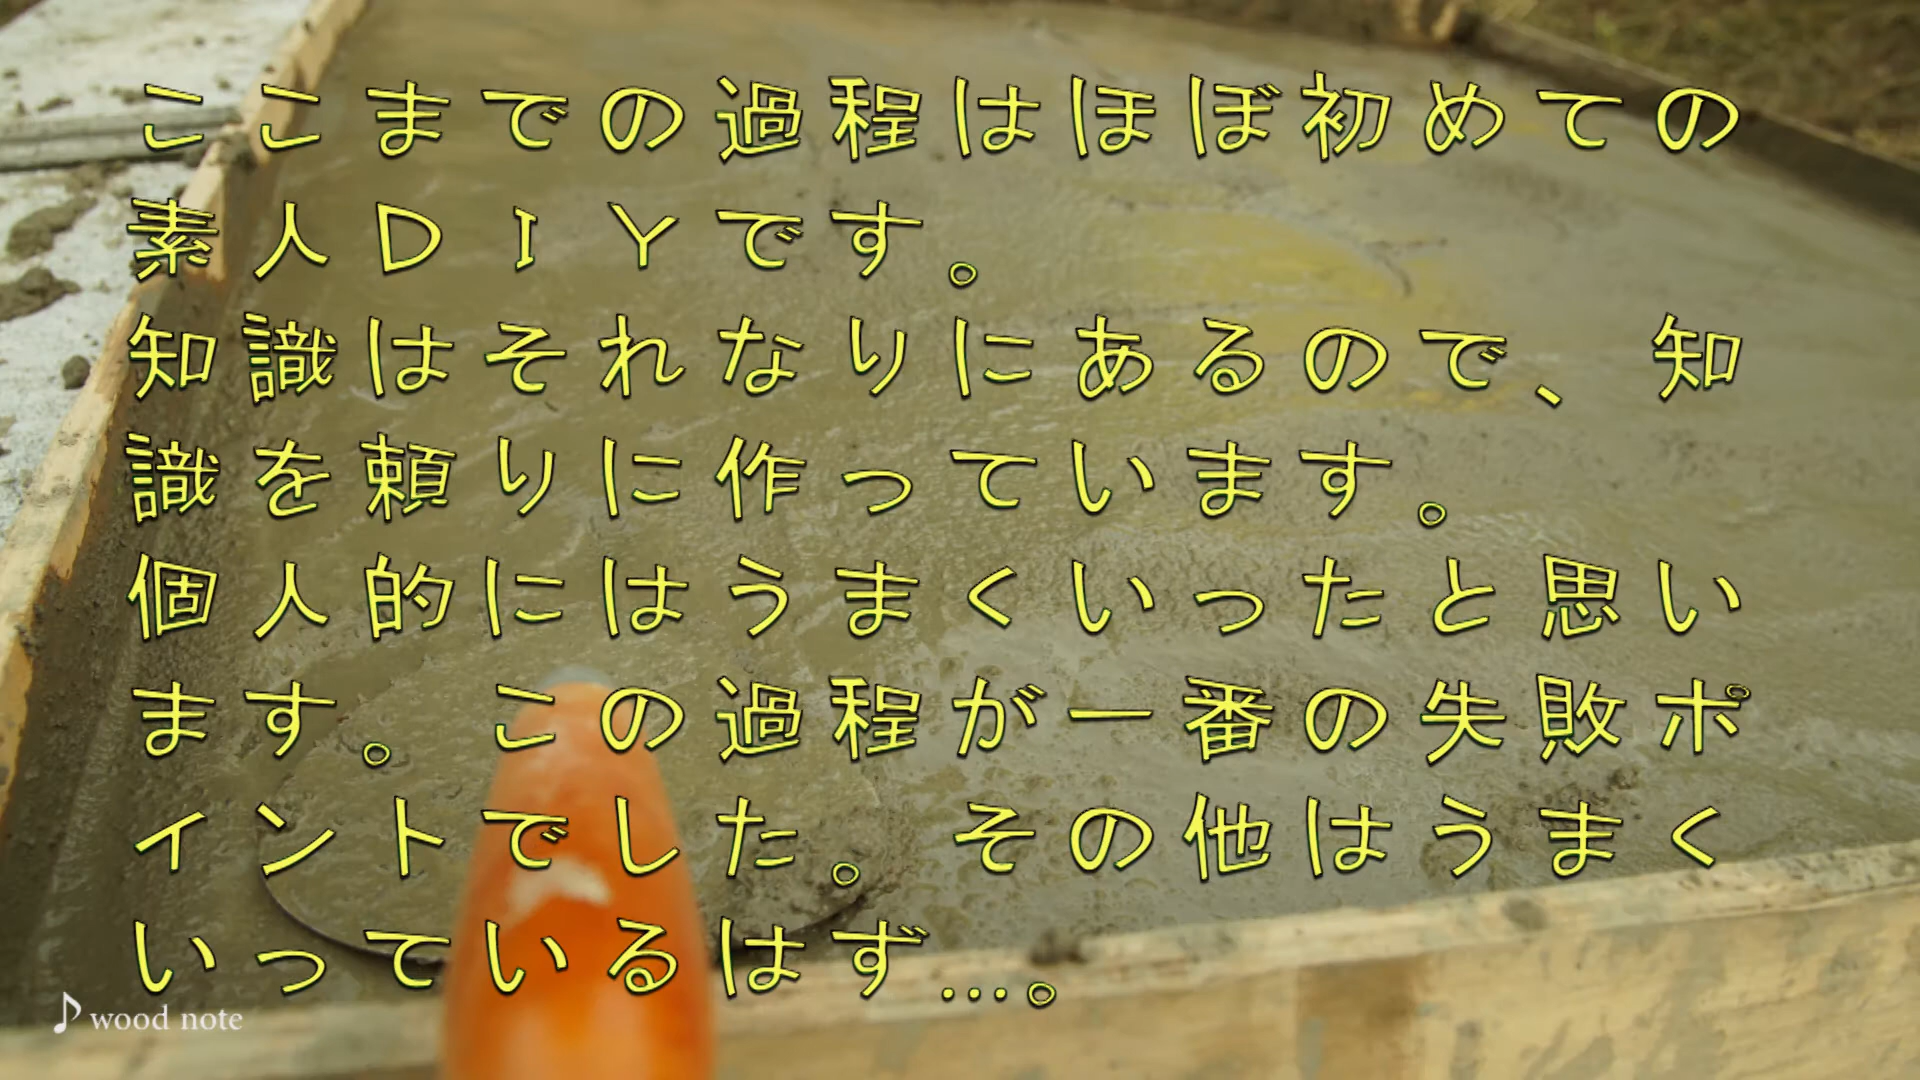 ここまでの過程はほぼ初めての
素人ＤＩＹです。
知識はそれなりにあるので、知
識を頼りに作っています。
個人的にはうまくいったと思い
ます。この過程が一番の失敗ポ
イントでした。その他はうまく
いっているはず…。
♪ wood note